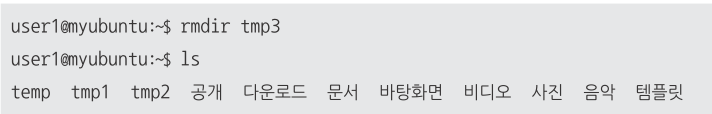 user1@myubuntu:~$ rmdir tmp3
user1@myubuntu:~$ ls
temp tmp1 tmp2 공개 다운로드 문서 바탕화면 비디오 사진 음악 템플릿